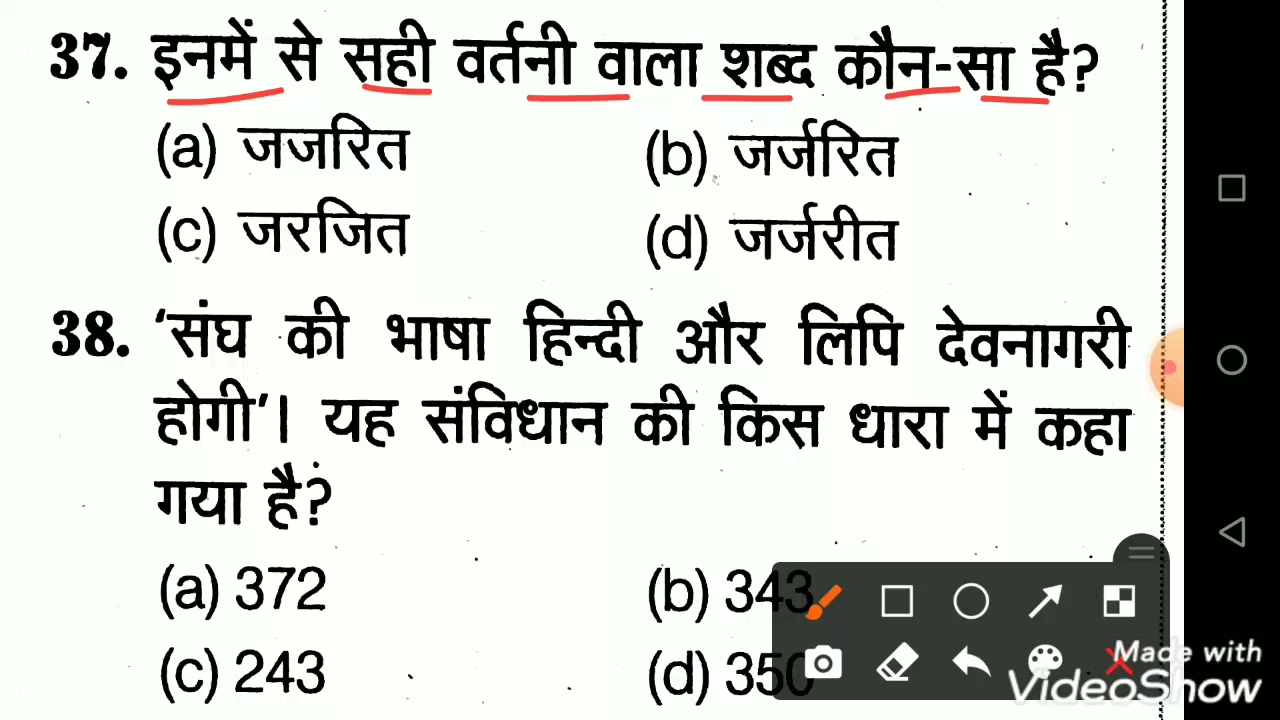 37. इनमें से सही वर्तनी वाला शब्द कौन-सा है?
(a) जजरित (b) जर्जरित
(c) जरजित (d) जर्जरीत
38. ‘संघ की भाषा हिन्दी और लिपि देवनागरी
होगी’। यह संविधान की किस धारा में कहा
गया है?
(a) 372 (b) 343
(c) 243 (d) 350
Made with
VideoShow